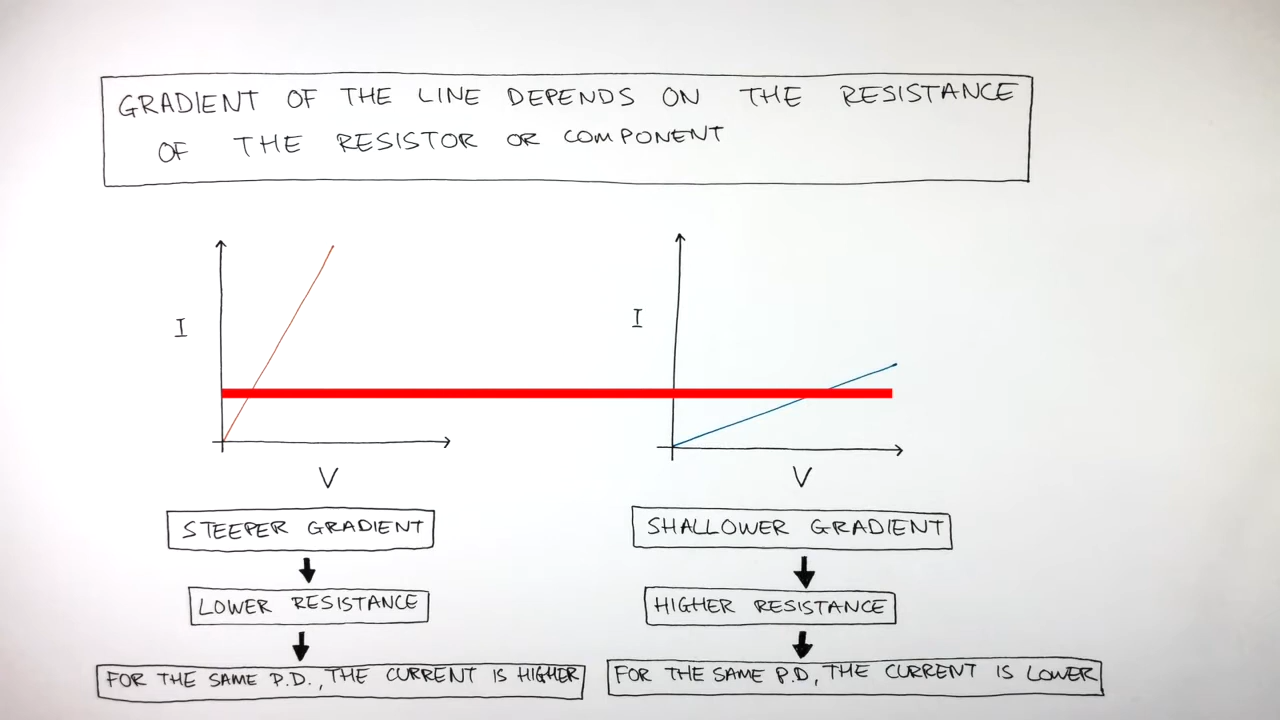 GRADIENT OF THE LINE DEPENDS ON THE RESISTANCE
OF THE RESISTOR OR COMPONENT
I
V
I
V
STEEPER GRADIENT
LOWER RESISTANCE
FOR THE SAME P.D., THE CURRENT IS HIGHER
SHALLOWER GRADIENT
HIGHER RESISTANCE
FOR THE SAME P.D, THE CURRENT IS LOWER